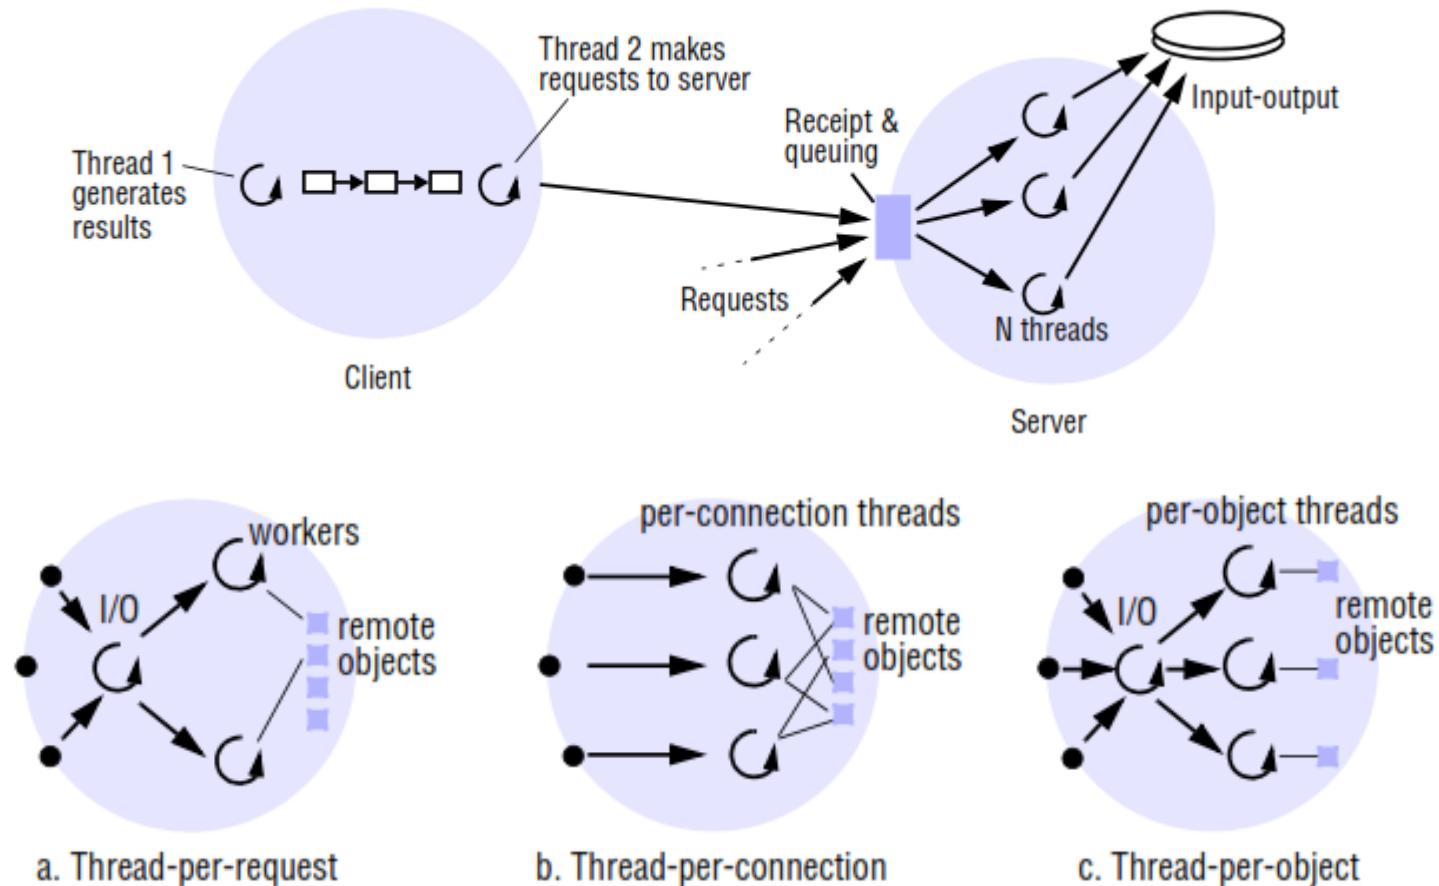 Thread 2 makes
requests to server
Input-output
Receipt &
queuing
Thread 1
generates
results
Requests
N threads
Client
Server
workers
I/O
remote
objects
a. Thread-per-request
per-connection threads
remote
objects
b. Thread-per-connection
per-object threads
I/O
remote
objects
c. Thread-per-object